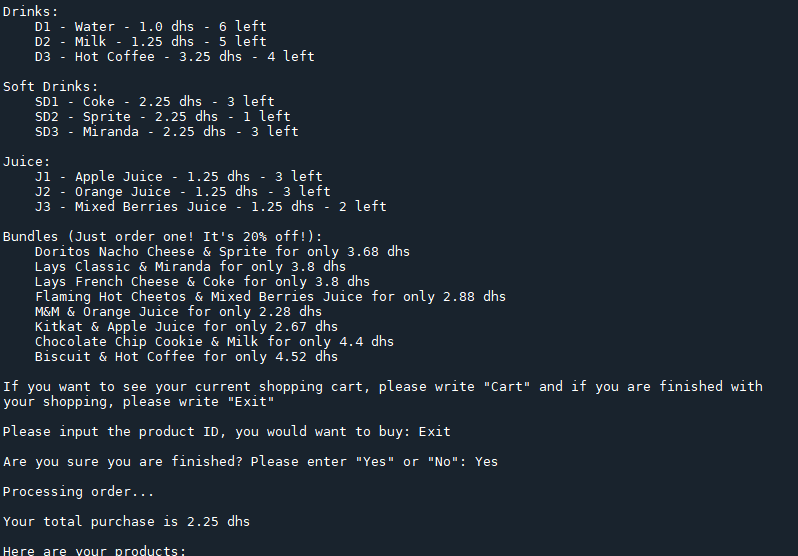 Drinks:
D1 - Water - 1.0 dhs - 6 left
D2 - Milk - 1.25 dhs - 5 left
D3 - Hot Coffee - 3.25 dhs - 4 left
Soft Drinks:
SD1 - Coke - 2.25 dhs - 3 left
SD2 - Sprite - 2.25 dhs - 1 left
SD3 - Miranda - 2.25 dhs - 3 left
Juice:
J1 - Apple Juice - 1.25 dhs - 3 left
J2 - Orange Juice - 1.25 dhs - 3 left
J3 - Mixed Berries Juice - 1.25 dhs - 2 left
Bundles (Just order one! It's 20% off!):
Doritos Nacho Cheese & Sprite for only 3.68 dhs
Lays Classic & Miranda for only 3.8 dhs
Lays French Cheese & Coke for only 3.8 dhs
Flaming Hot Cheetos & Mixed Berries Juice for only 2.88 dhs
M&M & Orange Juice for only 2.28 dhs
Kitkat & Apple Juice for only 2.67 dhs
Chocolate Chip Cookie & Milk for only 4.4 dhs
Biscuit & Hot Coffee for only 4.52 dhs
If you want to see your current shopping cart, please write "Cart" and if you are finished with
your shopping, please write "Exit"
Please input the product ID, you would want to buy: Exit
Are you sure you are finished? Please enter "Yes" or "No": Yes
Processing order...
Your total purchase is 2.25 dhs
Here are your products: